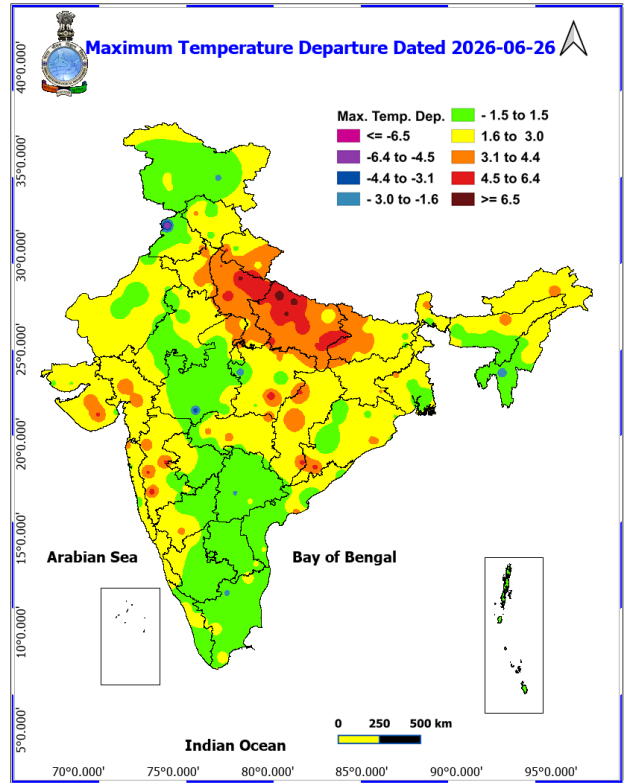 Maximum Temperature Departure Dated 2026-06-26
Max. Temp. Dep.
<= -6.5
-6.4 to -4.5
-4.4 to -3.1
- 3.0 to -1.6
- 1.5 to 1.5
1.6 to 3.0
3.1 to 4.4
4.5 to 6.4
>= 6.5
40°0.000'
35°0.000'
30°0.000'
25°0.000'
20°0.000'
15°0.000'
10°0.000'
5°0.000'
Arabian Sea
Bay of Bengal
Indian Ocean
0 250 500 km
70°0.000' 75°0.000' 80°0.000' 85°0.000' 90°0.000' 95°0.000'